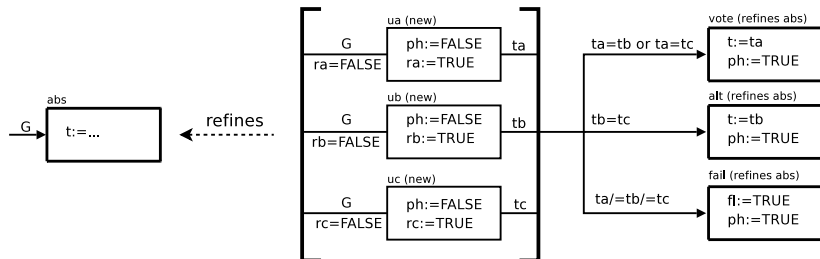 abs
G
t:=...
refines
ua (new)
G
ra=FALSE
ph:=FALSE
ra:=TRUE
ta
ub (new)
G
rb=FALSE
ph:=FALSE
rb:=TRUE
tb
uc (new)
G
rc=FALSE
ph:=FALSE
rc:=TRUE
tc
vote (refines abs)
ta=tb or ta=tc
t:=ta
ph:=TRUE
alt (refines abs)
tb=tc
t:=tb
ph:=TRUE
fail (refines abs)
ta/=tb/=tc
fl:=TRUE
ph:=TRUE